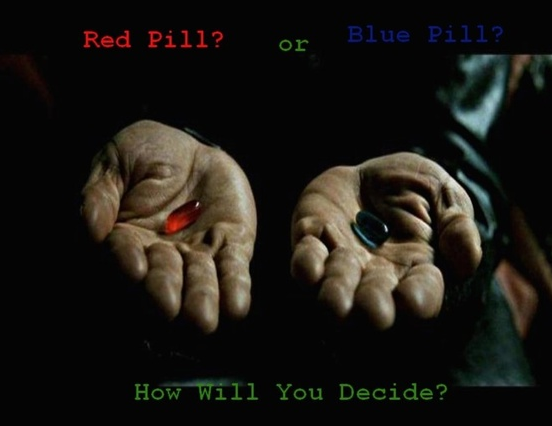 Red Pill? or Blue Pill?
How Will You Decide?